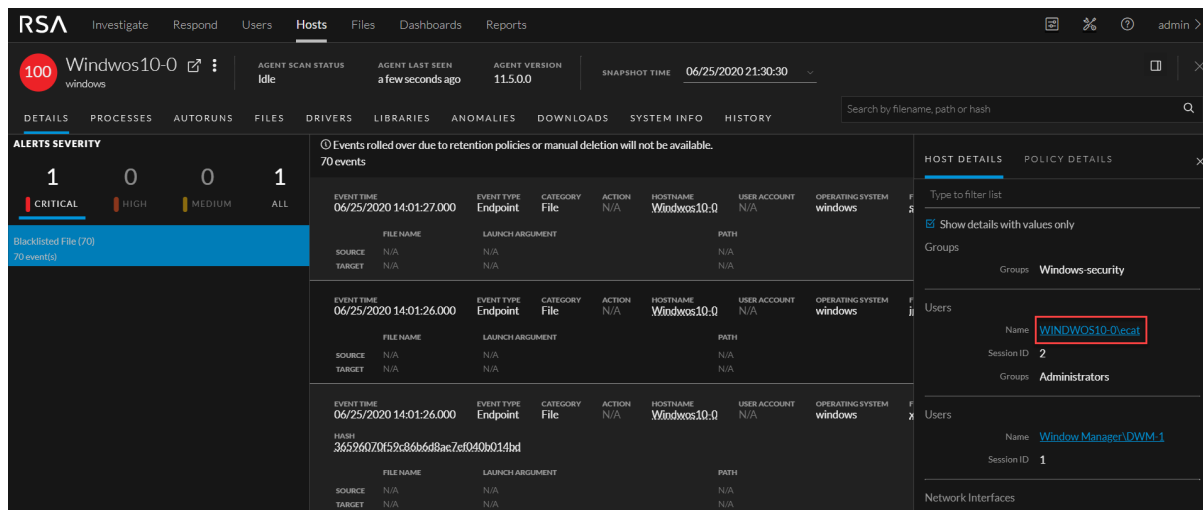 RSA Investigate Respond Users Hosts Files Dashboards Reports admin
100 Windwos10-0
windows
AGENT SCAN STATUS AGENT LAST SEEN AGENT VERSION
Idle a few seconds ago 11.5.0.0
SNAPSHOT TIME 06/25/2020 21:30:30
DETAILS PROCESSES AUTORUNS FILES DRIVERS LIBRARIES ANOMALIES DOWNLOADS SYSTEM INFO HISTORY
Search by filename, path or hash
ALERTS SEVERITY
1 0 0 1
CRITICAL HIGH MEDIUM ALL
Blacklisted File (70)
70 event(s)
Events rolled over due to retention policies or manual deletion will not be available.
70 events
EVENT TIME EVENT TYPE CATEGORY ACTION HOSTNAME USER ACCOUNT OPERATING SYSTEM
06/25/2020 14:01:27.000 Endpoint File N/A Windwos10-0 N/A windows
FILE NAME LAUNCH ARGUMENT PATH
SOURCE N/A N/A N/A
TARGET N/A N/A N/A
EVENT TIME EVENT TYPE CATEGORY ACTION HOSTNAME USER ACCOUNT OPERATING SYSTEM
06/25/2020 14:01:26.000 Endpoint File N/A Windwos10-0 N/A windows
FILE NAME LAUNCH ARGUMENT PATH
SOURCE N/A N/A N/A
TARGET N/A N/A N/A
EVENT TIME EVENT TYPE CATEGORY ACTION HOSTNAME USER ACCOUNT OPERATING SYSTEM
06/25/2020 14:01:26.000 Endpoint File N/A Windwos10-0 N/A windows
HASH
36596070f59c86b6d8ae7ef040b014bd
FILE NAME LAUNCH ARGUMENT PATH
SOURCE N/A N/A N/A
TARGET N/A N/A N/A
HOST DETAILS POLICY DETAILS
Type to filter list
Show details with values only
Groups
Groups Windows-security
Users
Name WINDWOS10-0\ecat
Session ID 2
Groups Administrators
Users
Name Window Manager\DWM-1
Session ID 1
Network Interfaces